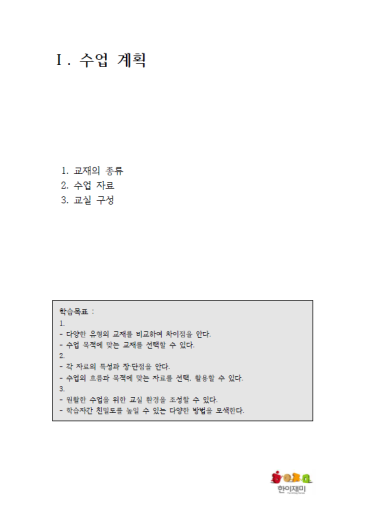 Ⅰ. 수업 계획
1. 교재의 종류
2. 수업 자료
3. 교실 구성
학습목표 :
1.
- 다양한 유형의 교재를 비교하여 차이점을 안다.
- 수업 목적에 맞는 교재를 선택할 수 있다.
2.
- 각 자료의 특성과 장·단점을 안다.
- 수업의 흐름과 목적에 맞는 자료를 선택, 활용할 수 있다.
3.
- 원활한 수업을 위한 교실 환경을 조성할 수 있다.
- 학습자간 친밀도를 높일 수 있는 다양한 방법을 모색한다.
한이재미